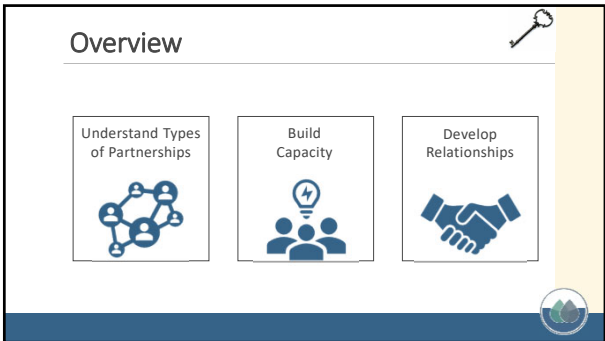 Overview
Understand Types
of Partnerships
Build
Capacity
Develop
Relationships